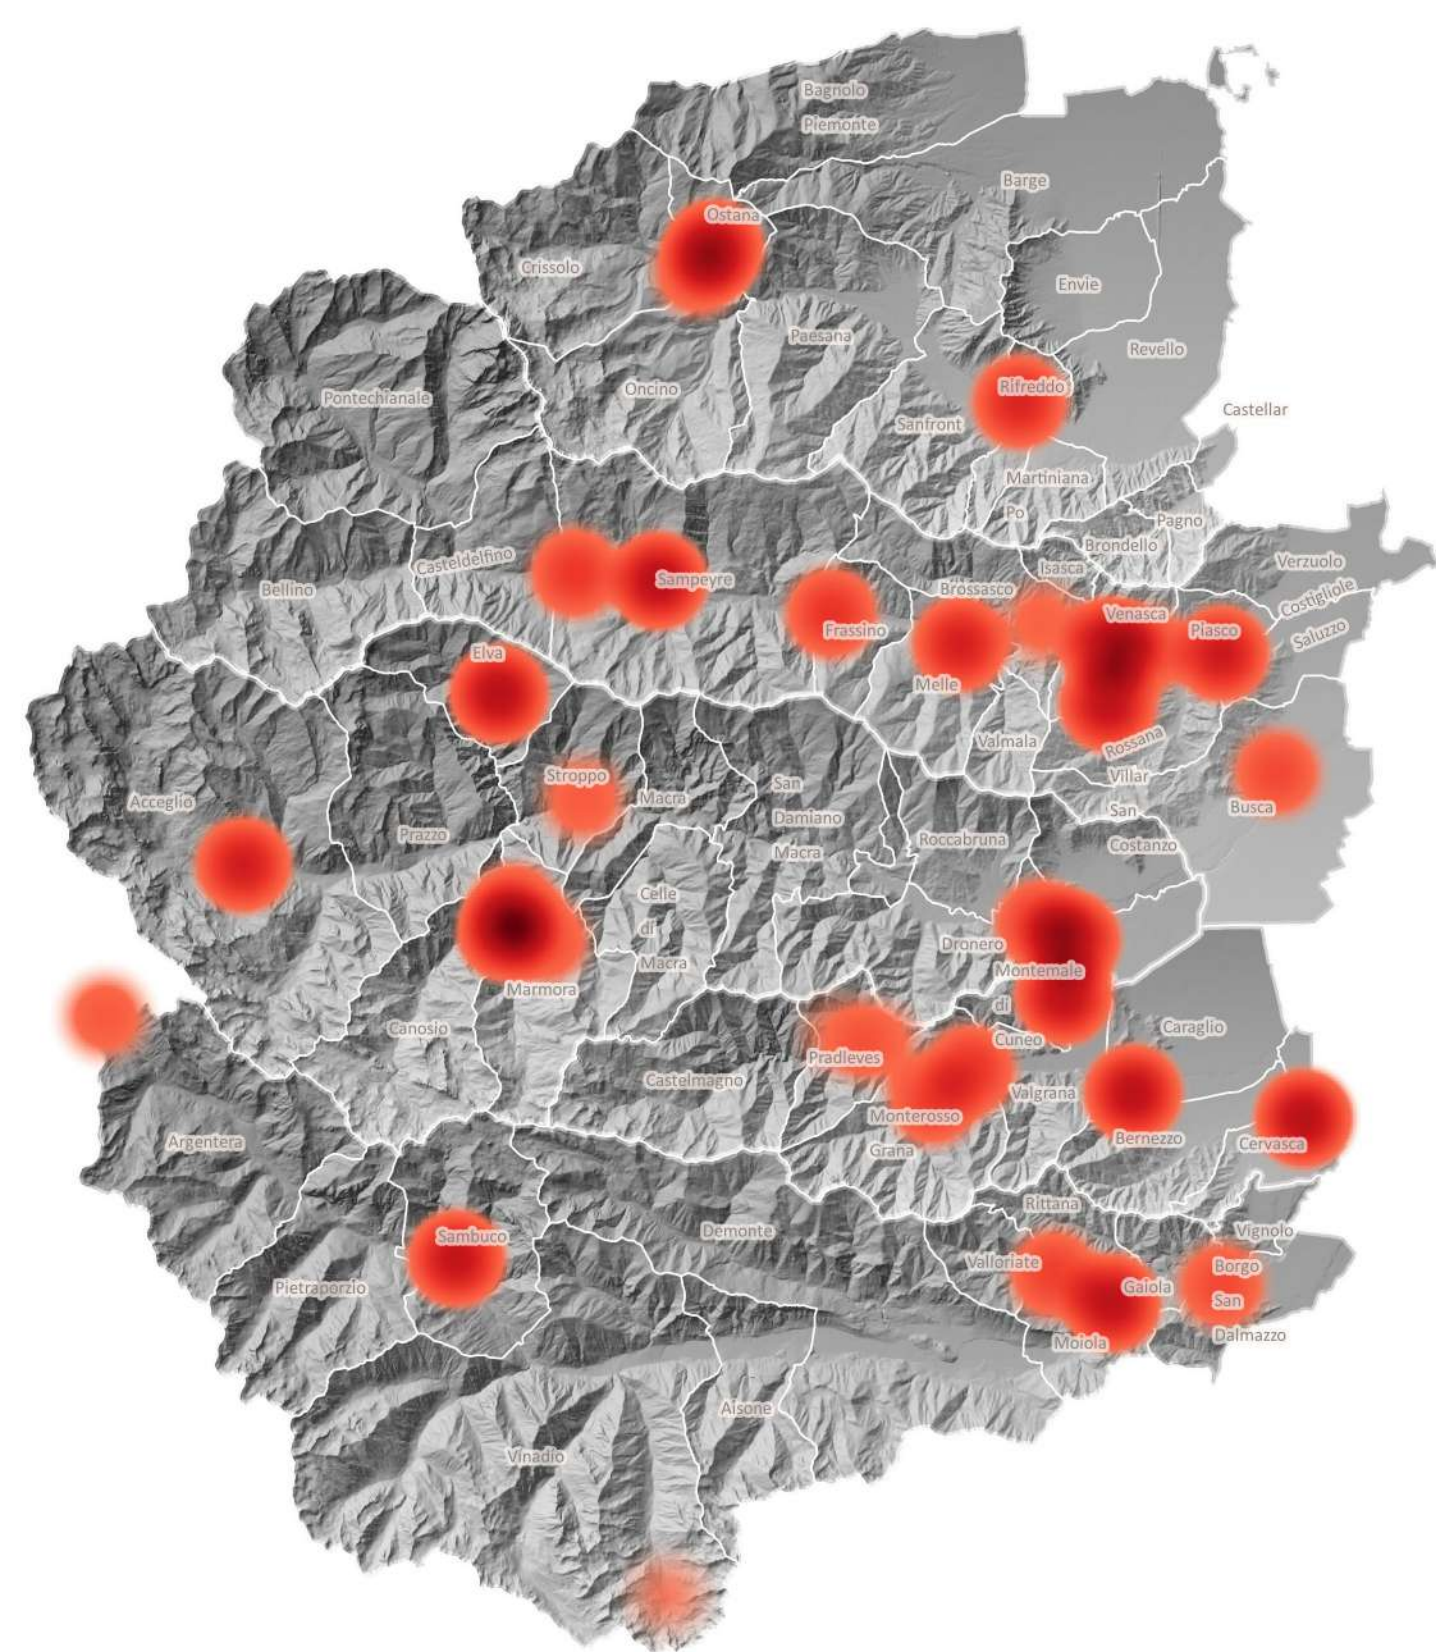 Bagnolo
Piemonte
Barge
Ostana
Crissolo
Envie
Paesana
Revello
Oncino
Rifreddo
Pontechianale
Castellar
Sanfront
Martiniana
Po
Pagno
Brondello
Casteldelfino
Verzuolo
Isasca
Sampeyre
Bellino
Brossasco
Costigliole
Saluzzo
Venasca
Frassino
Piasco
Elva
Melle
Valmala
Rossana
Stroppo
Villar
San
Costanzo
San
Damiano
Macra
Macra
Acceglio
Busca
Prazzo
Roccabruna
Celle
di
Macra
Dronero
Montemale
di
Cuneo
Marmora
Canosio
Caraglio
Pradleves
Castelmagno
Valgrana
Monterosso
Grana
Bernezzo
Argentera
Cervasca
Rittana
Demonte
Vignolo
Sambuco
Valloriate
Borgo
San
Dalmazzo
Gaiola
Pietraporzio
Moiola
Aisone
Vinadio